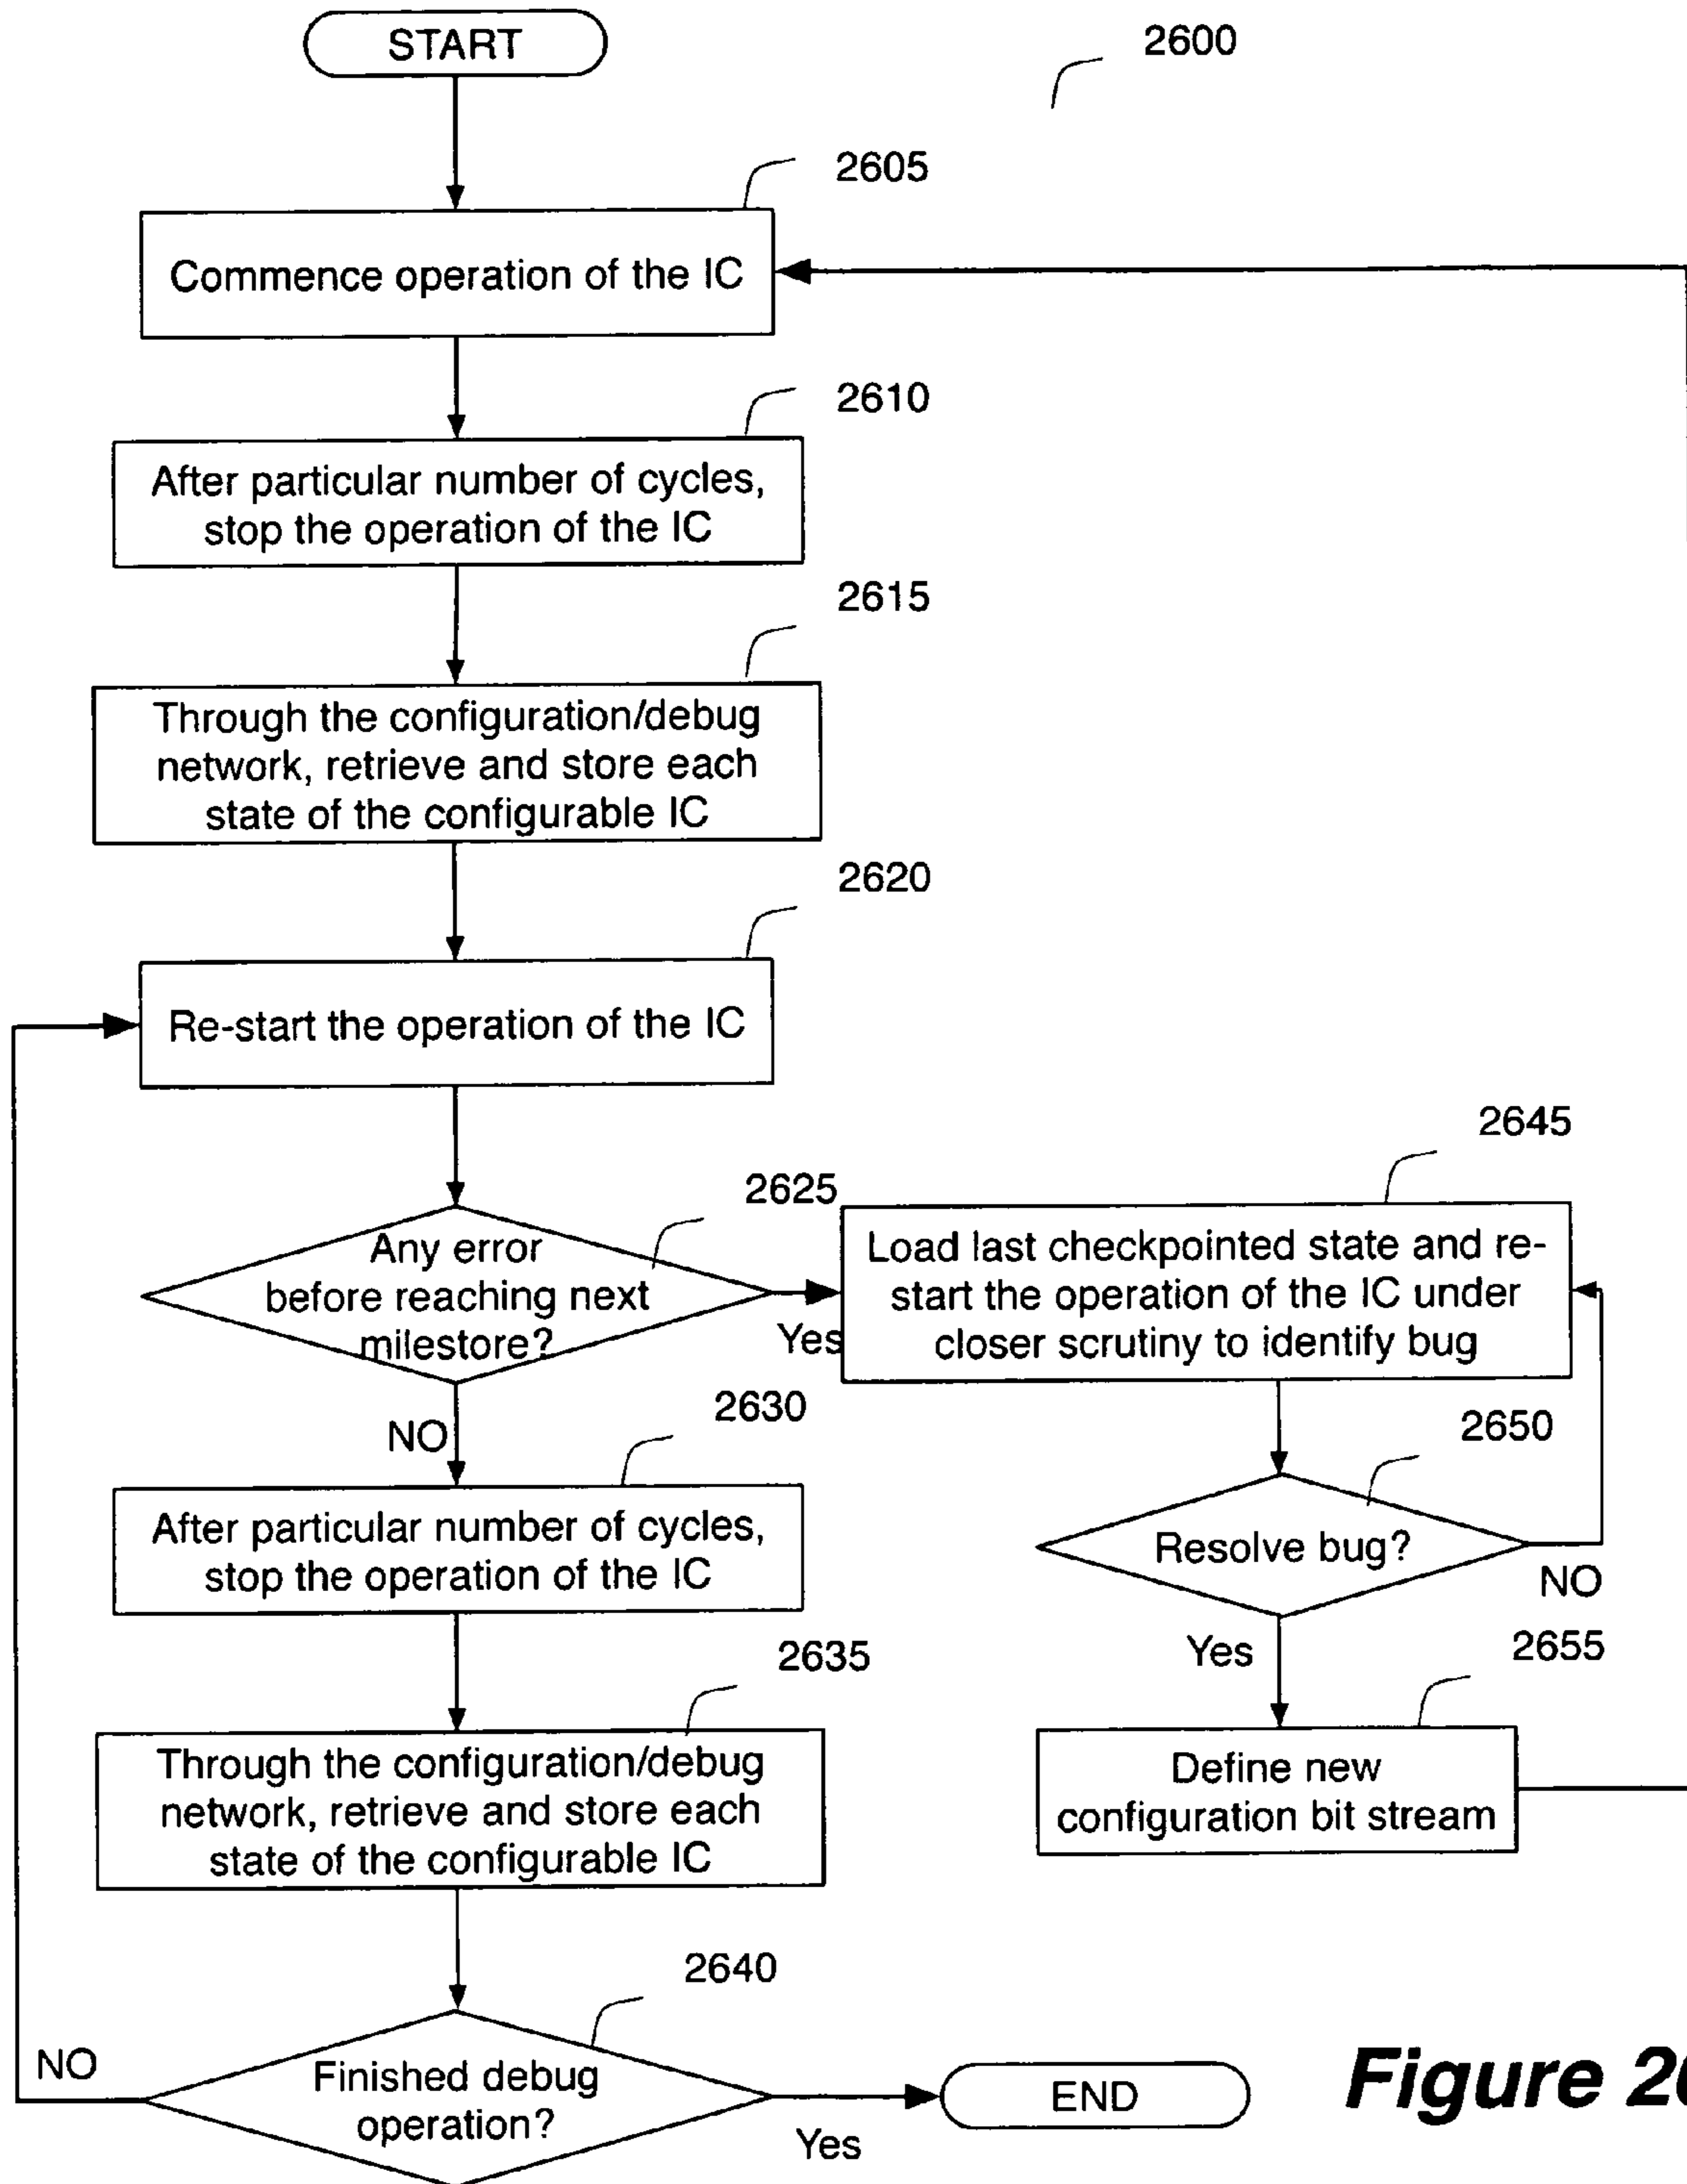 START
2600
2605
Commence operation of the IC
2610
After particular number of cycles,
stop the operation of the IC
2615
Through the configuration/debug
network, retrieve and store each
state of the configurable IC
2620
Re-start the operation of the IC
2625
Any error
before reaching next
milestore?
Yes
NO
2645
Load last checkpointed state and re-
start the operation of the IC under
closer scrutiny to identify bug
2650
Resolve bug?
NO
Yes
2655
Define new
configuration bit stream
2630
After particular number of cycles,
stop the operation of the IC
2635
Through the configuration/debug
network, retrieve and store each
state of the configurable IC
2640
Finished debug
operation?
NO
Yes
END
Figure 26